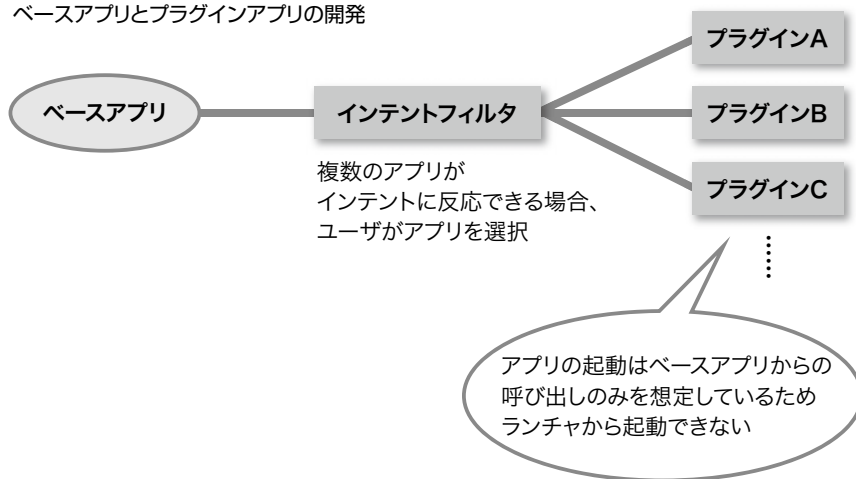 ベースアプリとプラグインアプリの開発
プラグインA
ベースアプリ
インテントフィルタ
プラグインB
複数のアプリが
インテントに反応できる場合、
ユーザがアプリを選択
プラグインC
アプリの起動はベースアプリからの
呼び出しのみを想定しているため
ランチャから起動できない